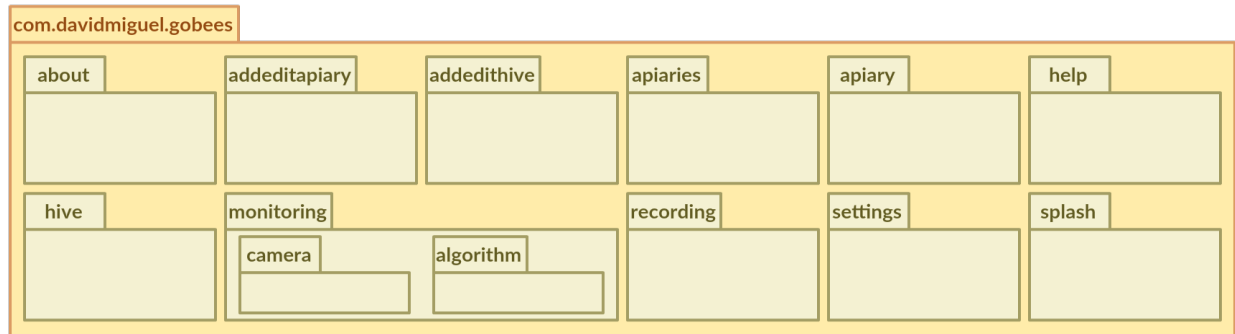 com.davidmiguel.gobees
about
addeditapiary
addedithive
apiaries
apiary
help
hive
monitoring
recording
settings
splash
camera
algorithm